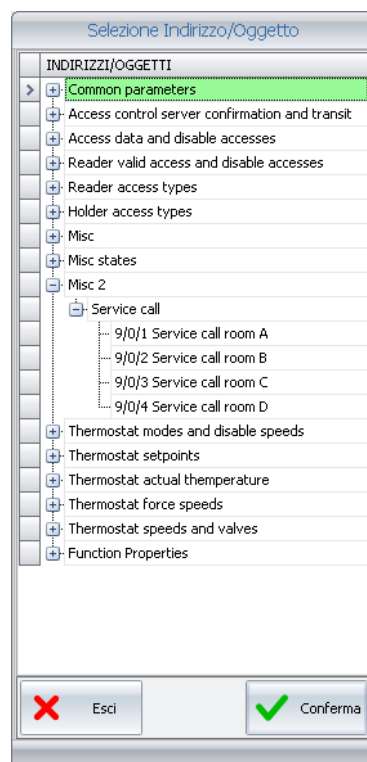 Selezione Indirizzo/Oggetto
INDIRIZZI/OGGETTI
Common parameters
Access control server confirmation and transit
Access data and disable accesses
Reader valid access and disable accesses
Reader access types
Holder access types
Misc
Misc states
Misc 2
Service call
9/0/1 Service call room A
9/0/2 Service call room B
9/0/3 Service call room C
9/0/4 Service call room D
Thermostat modes and disable speeds
Thermostat setpoints
Thermostat actual themperature
Thermostat force speeds
Thermostat speeds and valves
Function Properties
Esci
Conferma